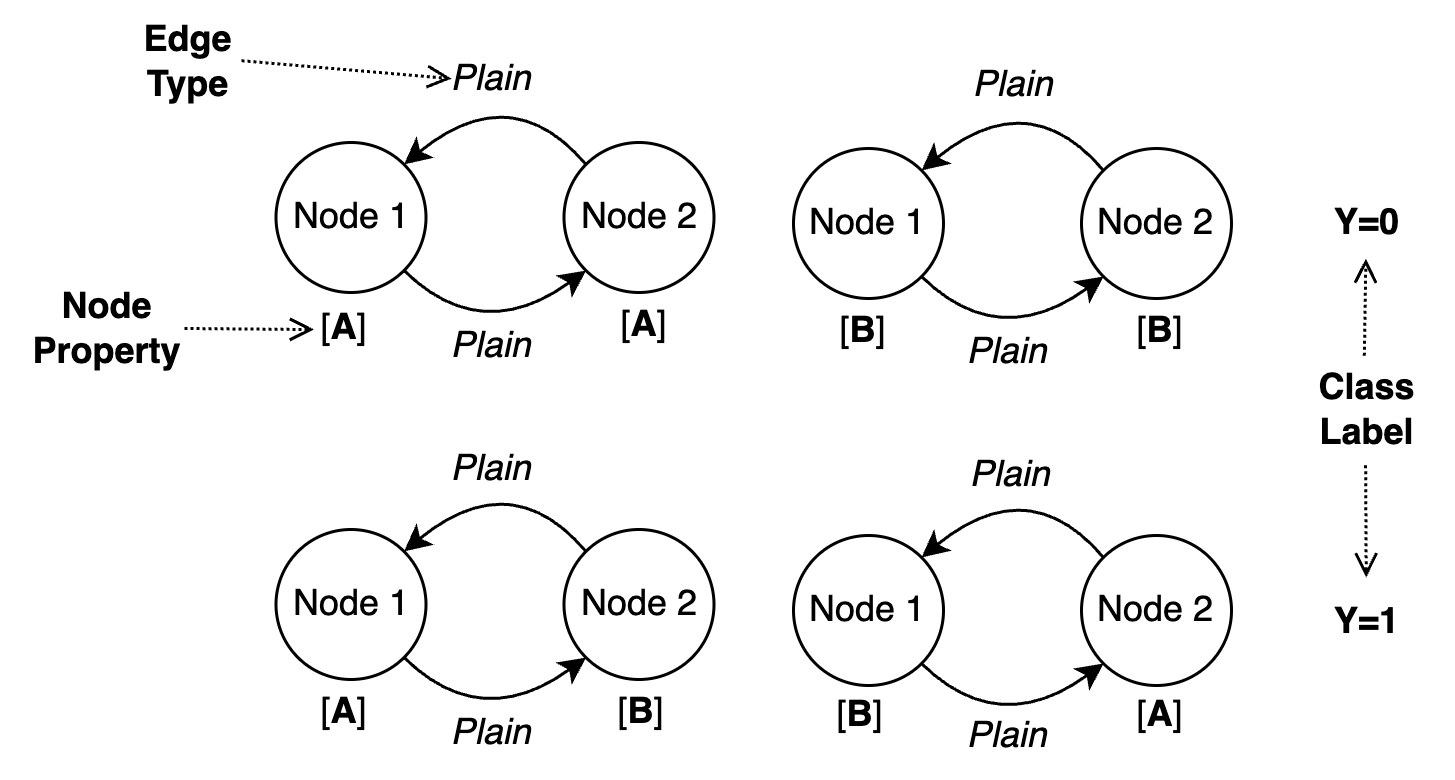 Edge
Type
Plain
Plain
Node 1
Node 2
Node 1
Node 2
Y=0
Node
Property
[A]
[A]
[B]
[B]
Plain
Plain
Class
Label
Plain
Plain
Node 1
Node 2
Node 1
Node 2
Y=1
[A]
[B]
[B]
[A]
Plain
Plain